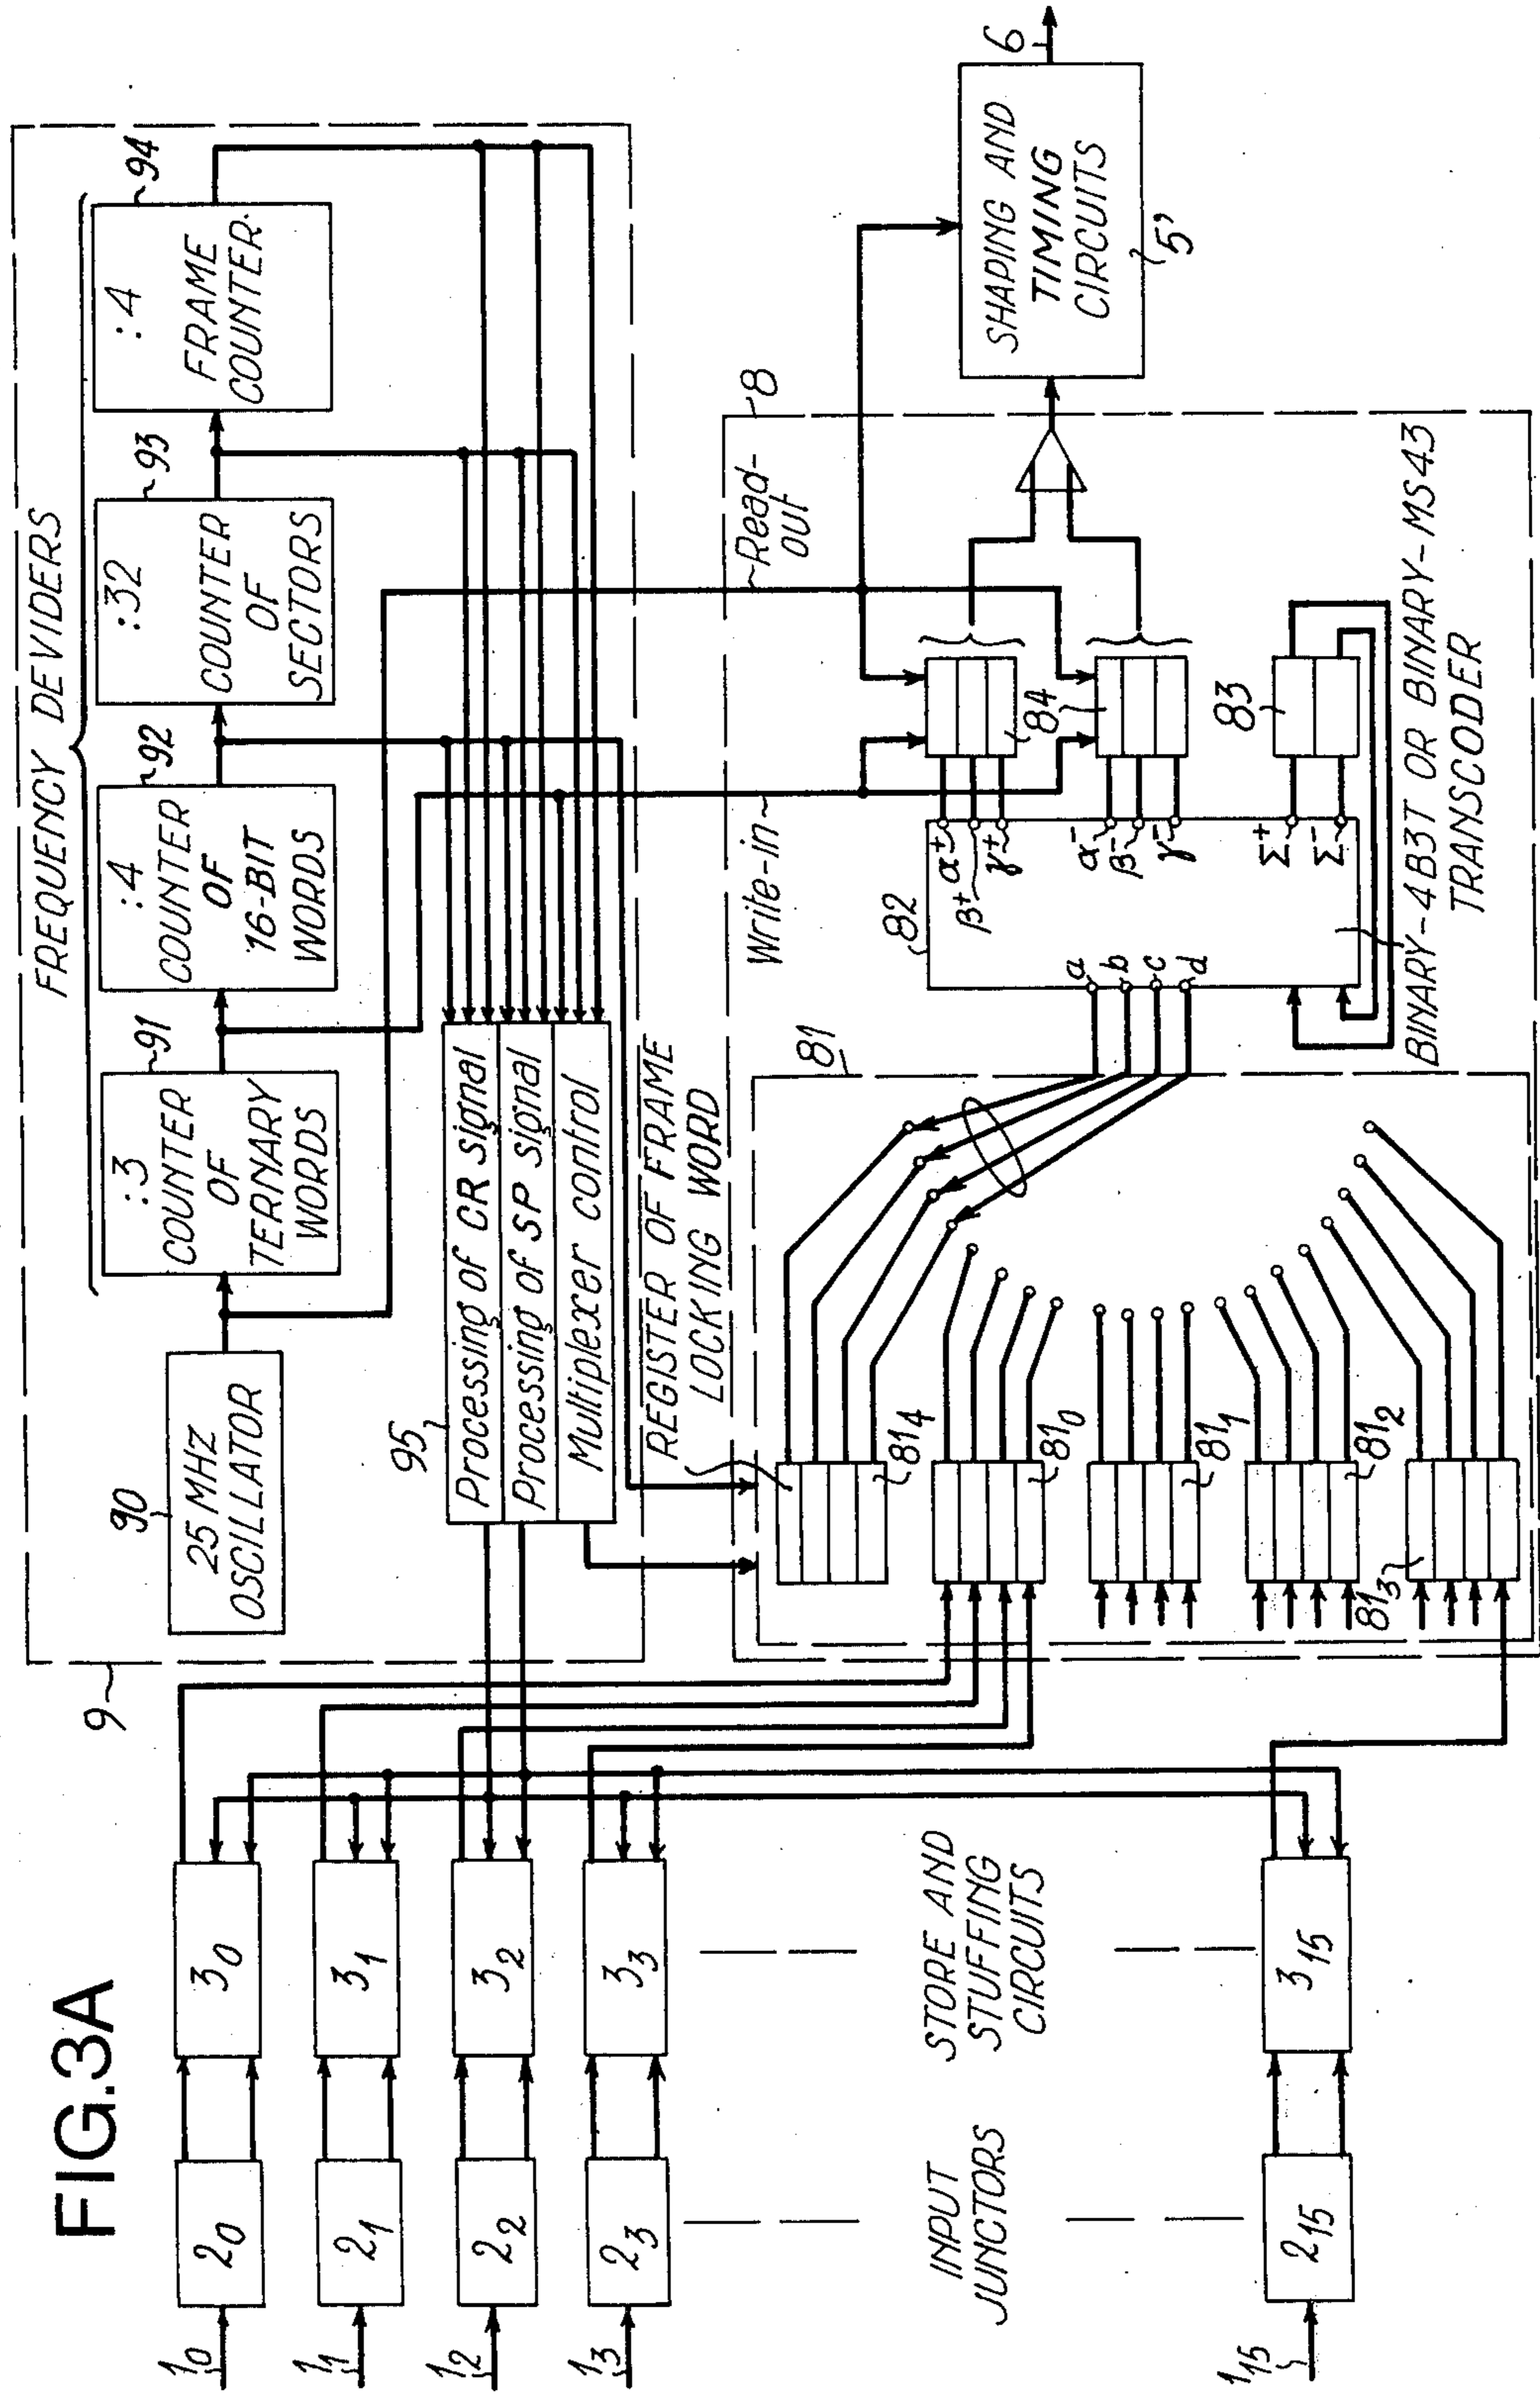 FIG.3A
FREQUENCY DEVIDERS
9
90
25 MHZ
OSCILLATOR
91
:3
COUNTER
OF
TERNARY
WORDS
92
:4
COUNTER
OF
16-BIT
WORDS
93
:32
COUNTER
OF
SECTORS
94
:4
FRAME
COUNTER
95
Processing of CR signal
Processing of SP signal
Multiplexer control
REGISTER OF FRAME
LOCKING WORD
Write-in
Read-
out
8
SHAPING AND
TIMING
CIRCUITS
5'
6
1₀
2₀
3₀
1₁
2₁
3₁
1₂
2₂
3₂
1₃
2₃
3₃
INPUT
JUNCTORS
STORE AND
STUFFING
CIRCUITS
1₁₅
2₁₅
3₁₅
81
81₄
81₀
81₁
81₂
81₃
82
a
b
c
d
α⁺
β⁺
γ⁺
α⁻
β⁻
γ⁻
Σ⁺
Σ⁻
84
83
BINARY-4B3T OR BINARY-MS43
TRANSCODER